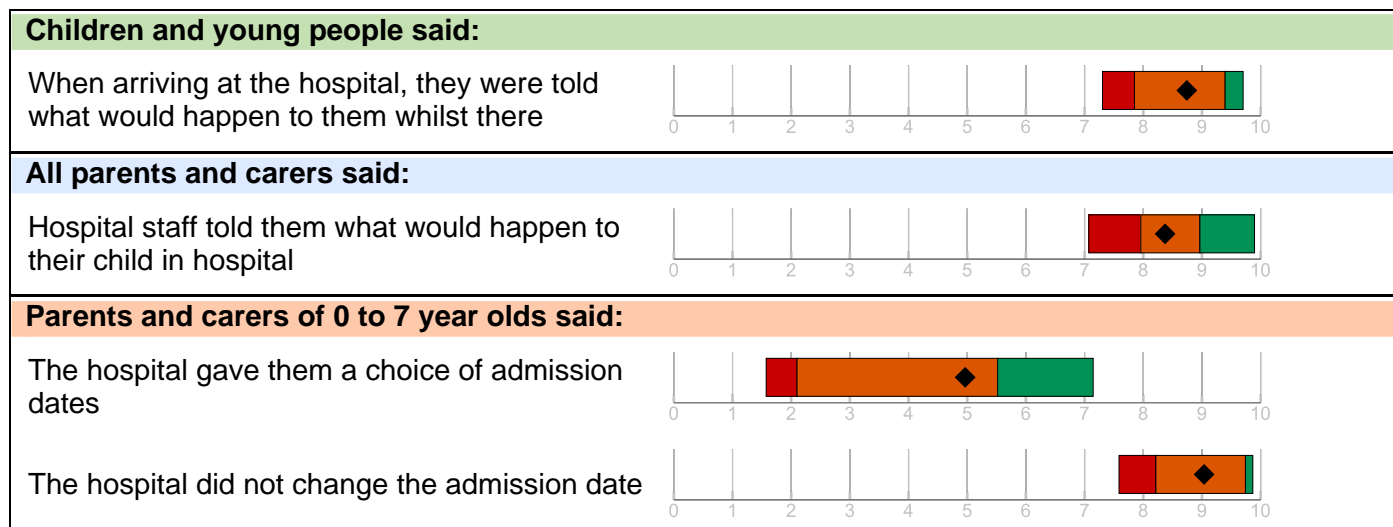 Children and young people said:
When arriving at the hospital, they were told
what would happen to them whilst there
0 1 2 3 4 5 6 7 8 9 10
All parents and carers said:
Hospital staff told them what would happen to
their child in hospital
0 1 2 3 4 5 6 7 8 9 10
Parents and carers of 0 to 7 year olds said:
The hospital gave them a choice of admission
dates
0 1 2 3 4 5 6 7 8 9 10
The hospital did not change the admission date
0 1 2 3 4 5 6 7 8 9 10